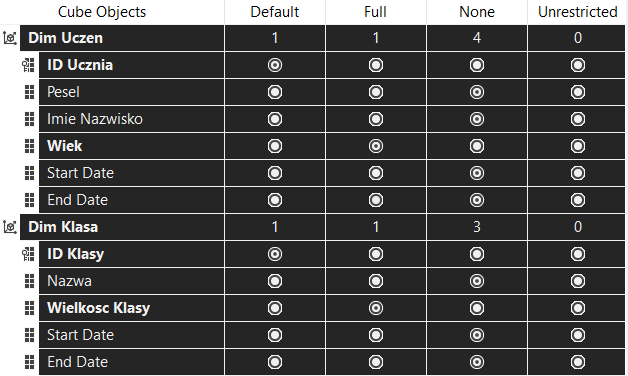 Cube Objects Default Full None Unrestricted
Dim Uczen 1 1 4 0
ID Ucznia
Pesel
Imie Nazwisko
Wiek
Start Date
End Date
Dim Klasa 1 1 3 0
ID Klasy
Nazwa
Wielkosc Klasy
Start Date
End Date